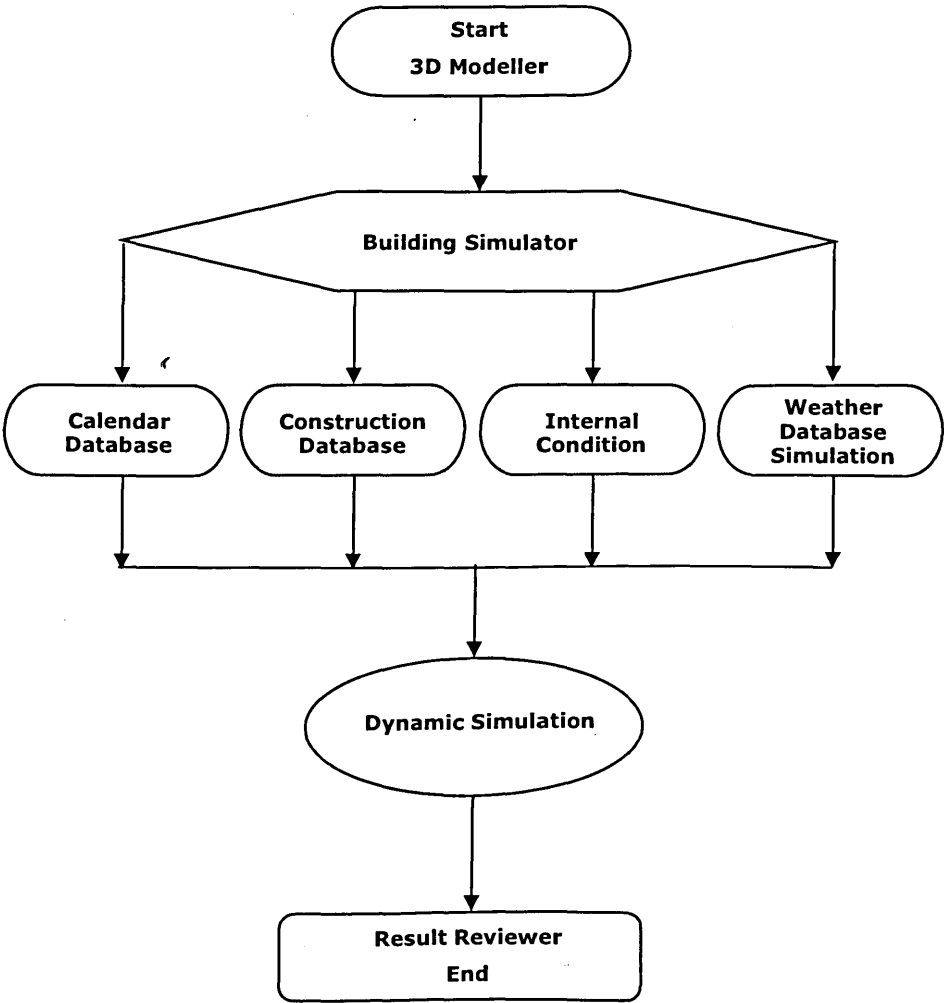 Start
3D Modeller
Building Simulator
Calendar
Database
Construction
Database
Internal
Condition
Weather
Database
Simulation
Dynamic Simulation
Result Reviewer
End